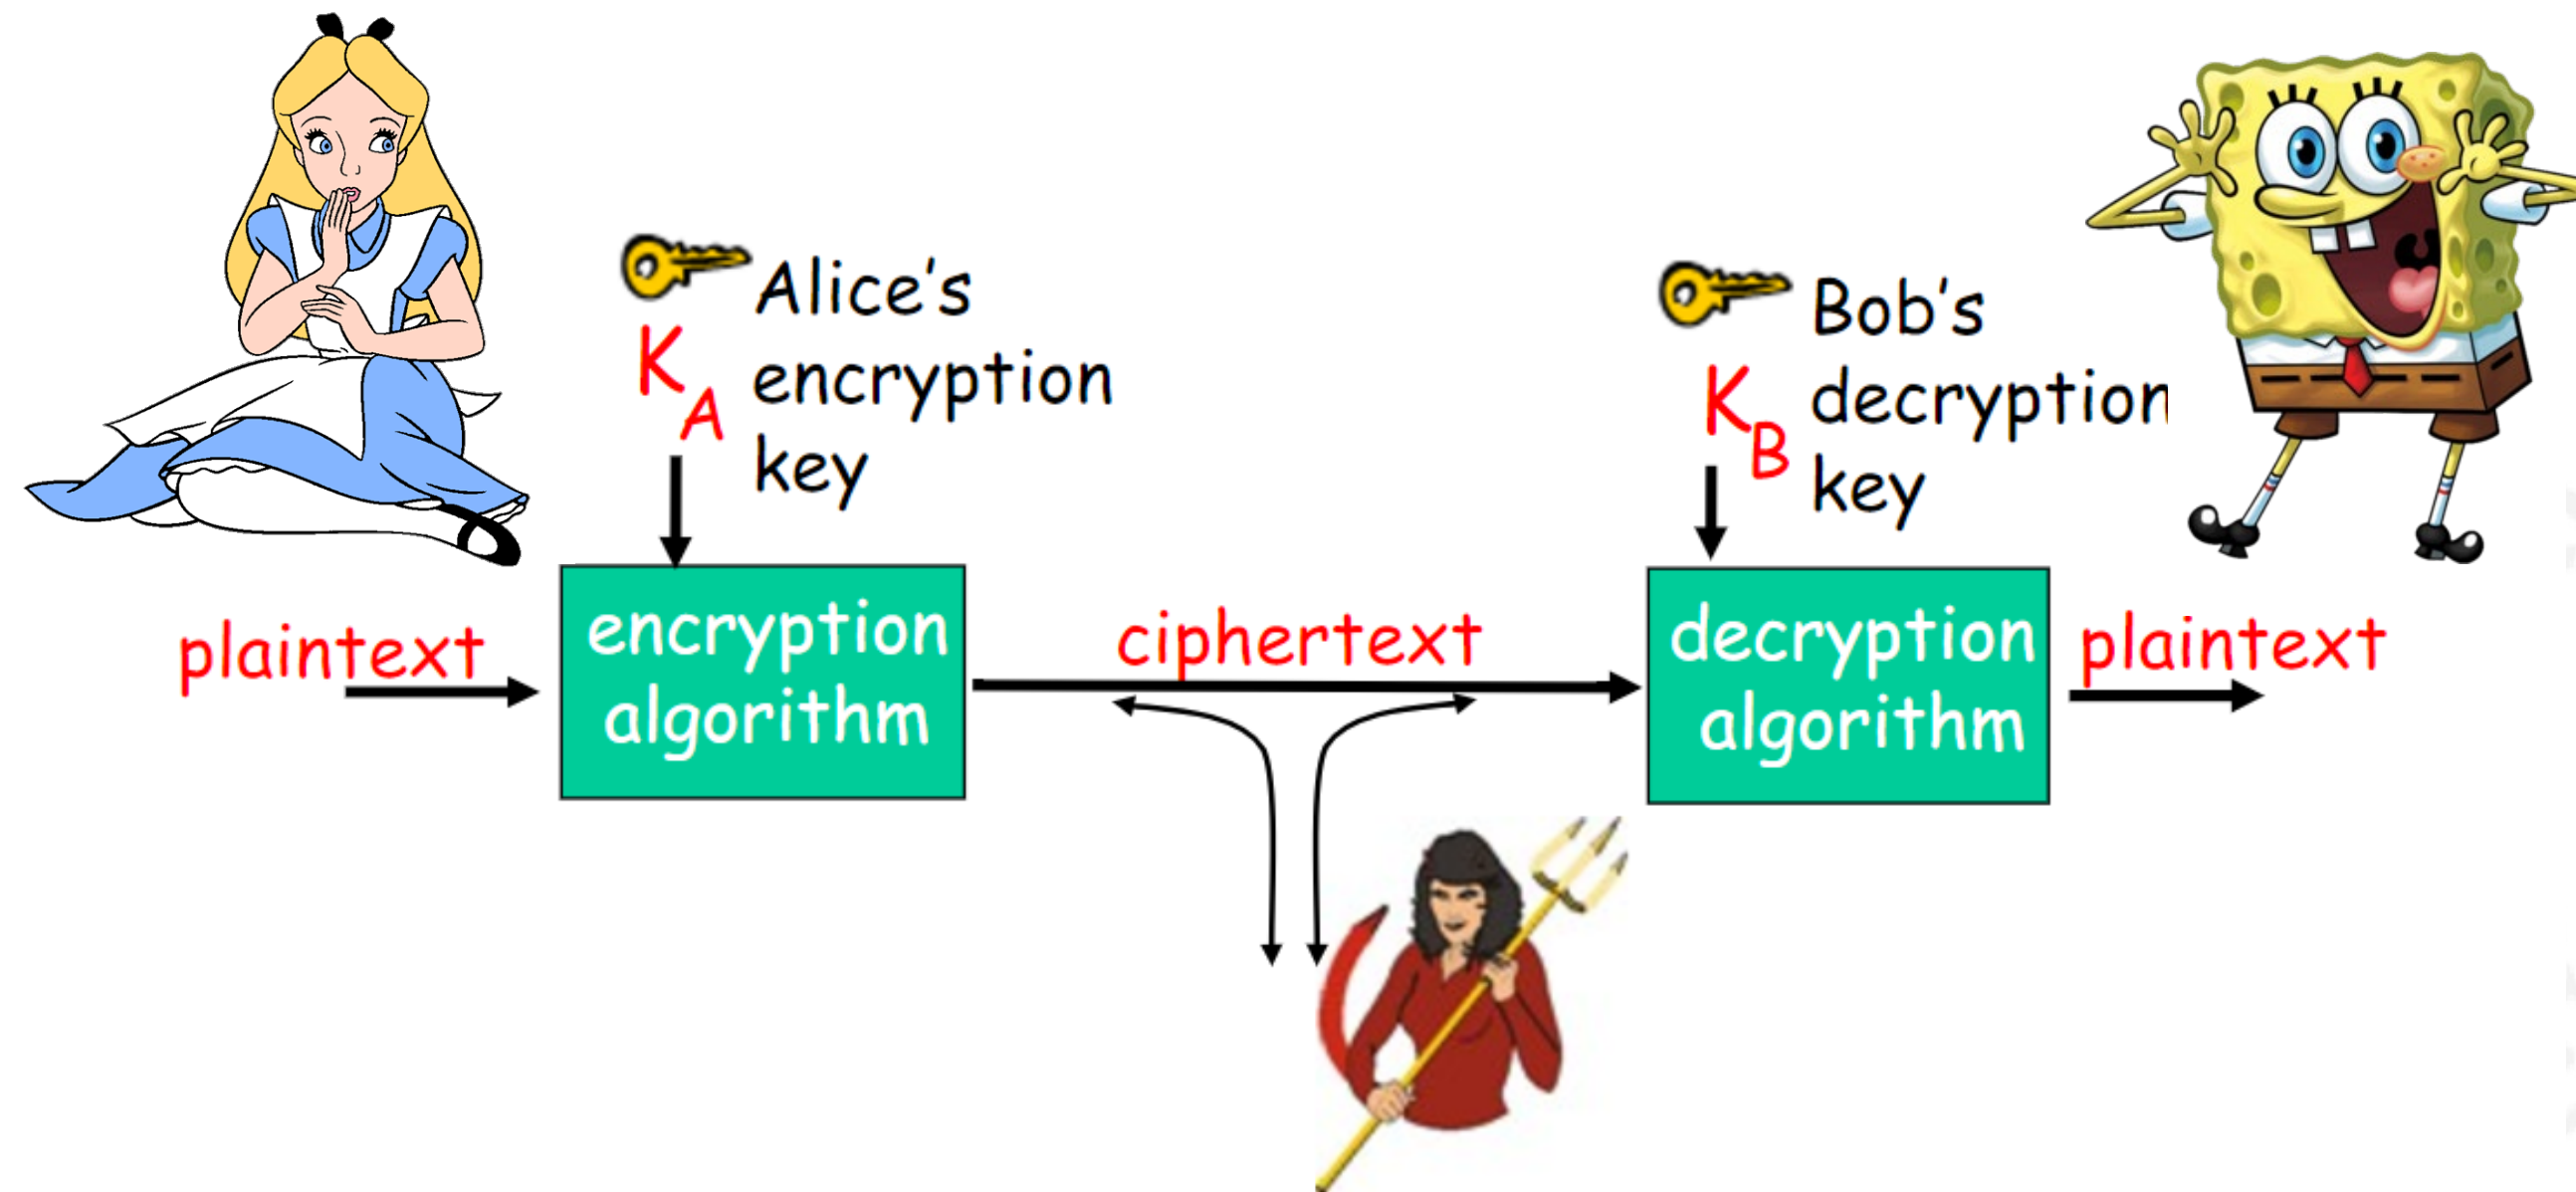 Alice's
encryption
key
K
A
Bob's
decryption
key
K
B
plaintext
encryption
algorithm
ciphertext
decryption
algorithm
plaintext